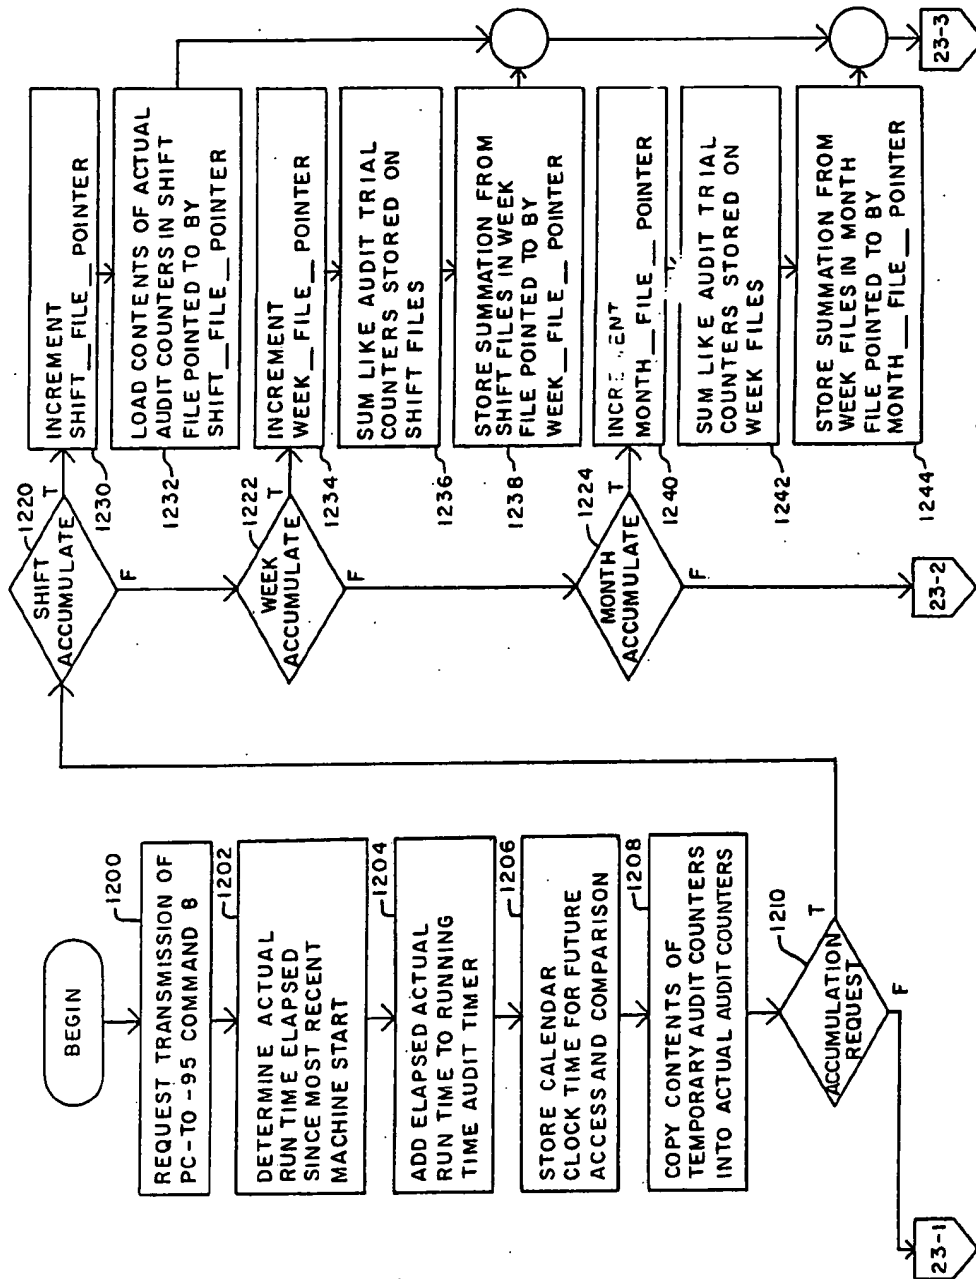 BEGIN
1200
REQUEST TRANSMISSION OF
PC-TO -95 COMMAND B
1202
DETERMINE ACTUAL
RUN TIME ELAPSED
SINCE MOST RECENT
MACHINE START
1204
ADD ELAPSED ACTUAL
RUN TIME TO RUNNING
TIME AUDIT TIMER
1206
STORE CALENDAR
CLOCK TIME FOR FUTURE
ACCESS AND COMPARISON
1208
COPY CONTENTS OF
TEMPORARY AUDIT COUNTERS
INTO ACTUAL AUDIT COUNTERS
1210
ACCUMULATION
REQUEST
T
F
23-1
1220
SHIFT
ACCUMULATE
T
F
1230
INCREMENT
SHIFT__FILE__POINTER
1232
LOAD CONTENTS OF ACTUAL
AUDIT COUNTERS IN SHIFT
FILE POINTED TO BY
SHIFT__FILE__POINTER
1222
WEEK
ACCUMULATE
T
F
1234
INCREMENT
WEEK__FILE__POINTER
1236
SUM LIKE AUDIT TRIAL
COUNTERS STORED ON
SHIFT FILES
1238
STORE SUMMATION FROM
SHIFT FILES IN WEEK
FILE POINTED TO BY
WEEK__FILE__POINTER
1224
MONTH
ACCUMULATE
T
F
1240
MONTH__FILE__POINTER
1242
SUM LIKE AUDIT TRIAL
COUNTERS STORED ON
WEEK FILES
1244
STORE SUMMATION FROM
WEEK FILES IN MONTH
FILE POINTED TO BY
MONTH__FILE__POINTER
23-2
23-3